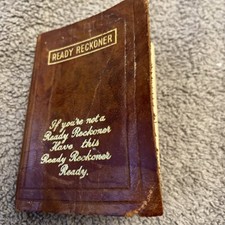 READY RECKONER
If you're not a
Ready Reckoner
Have this
Ready Reckoner
Ready.